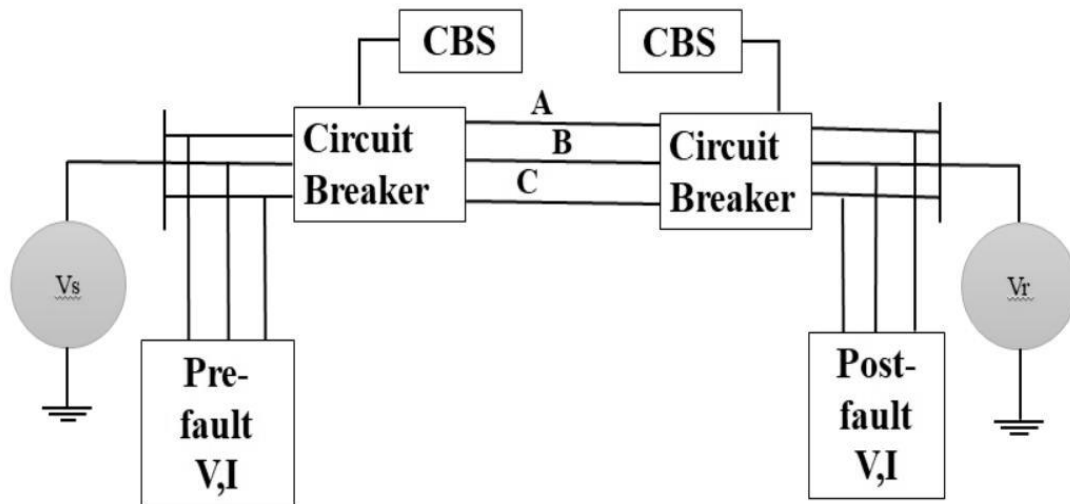 CBS
CBS
A
B
C
Circuit
Breaker
Circuit
Breaker
Vs
Vr
Pre-
fault
V,I
Post-
fault
V,I